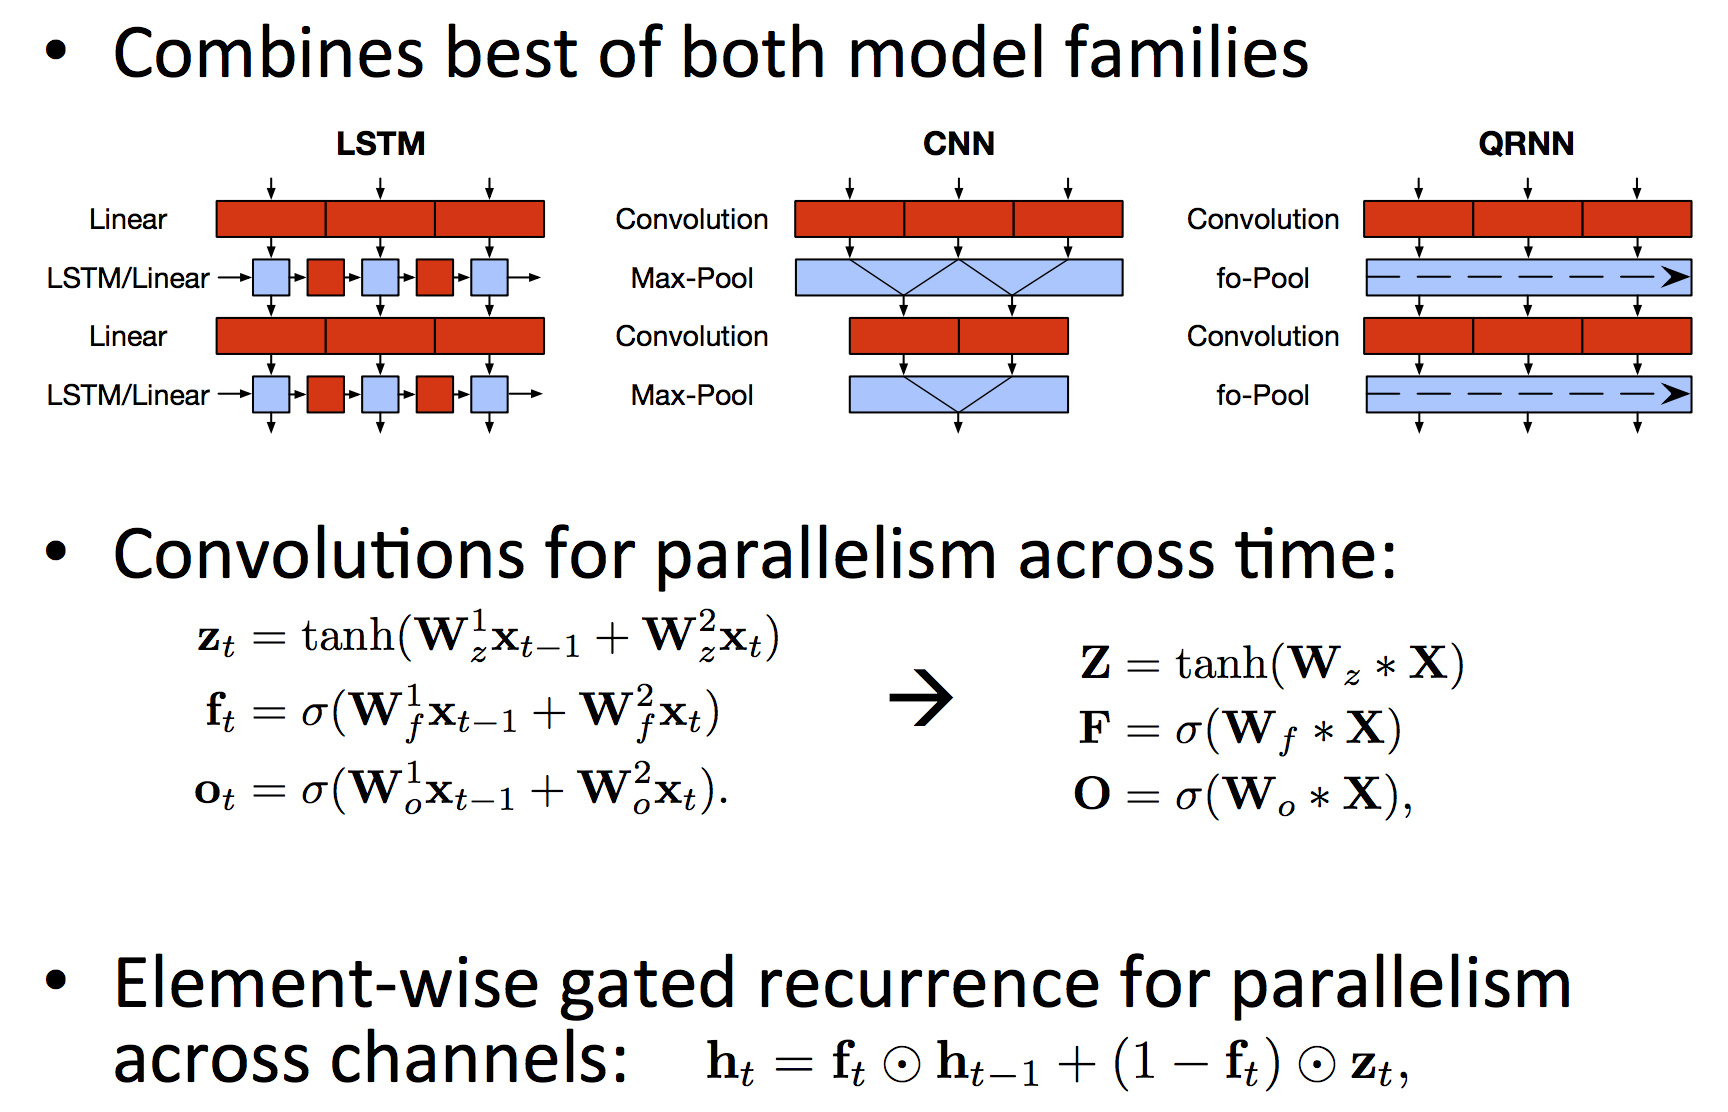 • Combines best of both model families
LSTM
CNN
QRNN
Linear
Convolution
Convolution
LSTM/Linear
Max-Pool
fo-Pool
Linear
Convolution
Convolution
LSTM/Linear
Max-Pool
fo-Pool
• Convolutions for parallelism across time:
$\mathbf{z}_t = \tanh(\mathbf{W}_z^1 \mathbf{x}_{t-1} + \mathbf{W}_z^2 \mathbf{x}_t)$
$\mathbf{f}_t = \sigma(\mathbf{W}_f^1 \mathbf{x}_{t-1} + \mathbf{W}_f^2 \mathbf{x}_t)$
$\mathbf{o}_t = \sigma(\mathbf{W}_o^1 \mathbf{x}_{t-1} + \mathbf{W}_o^2 \mathbf{x}_t).$
→
$\mathbf{Z} = \tanh(\mathbf{W}_z * \mathbf{X})$
$\mathbf{F} = \sigma(\mathbf{W}_f * \mathbf{X})$
$\mathbf{O} = \sigma(\mathbf{W}_o * \mathbf{X}),$
• Element-wise gated recurrence for parallelism
across channels: $\mathbf{h}_t = \mathbf{f}_t \odot \mathbf{h}_{t-1} + (1 - \mathbf{f}_t) \odot \mathbf{z}_t,$